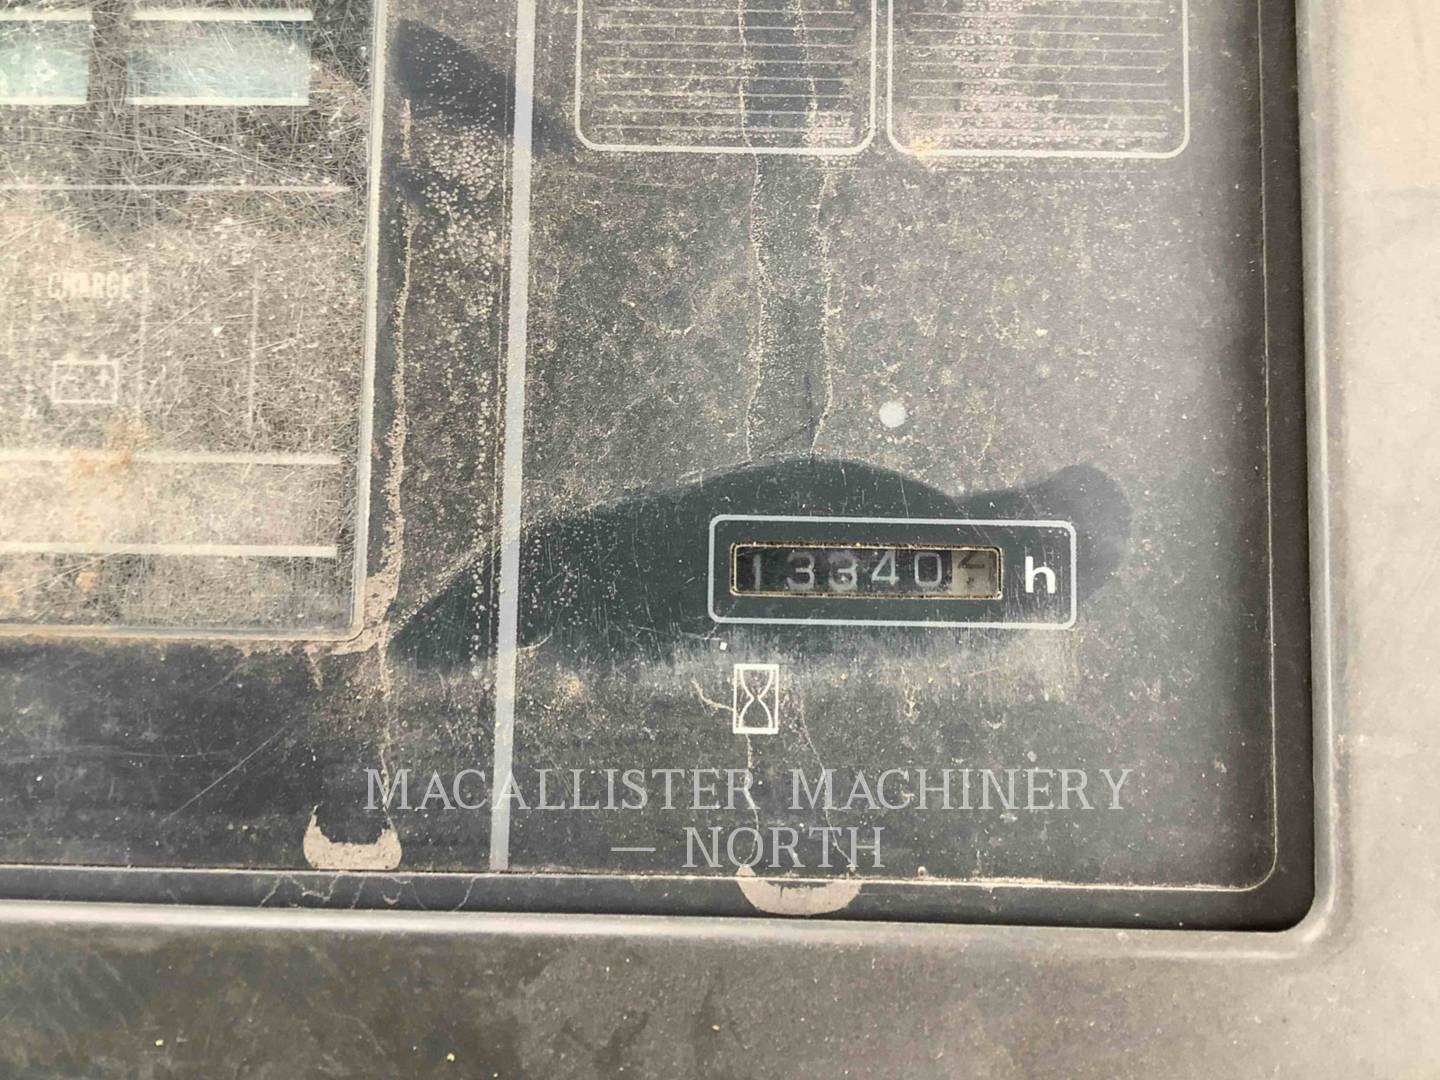 CHARGE
13340 h
MACALLISTER MACHINERY
— NORTH